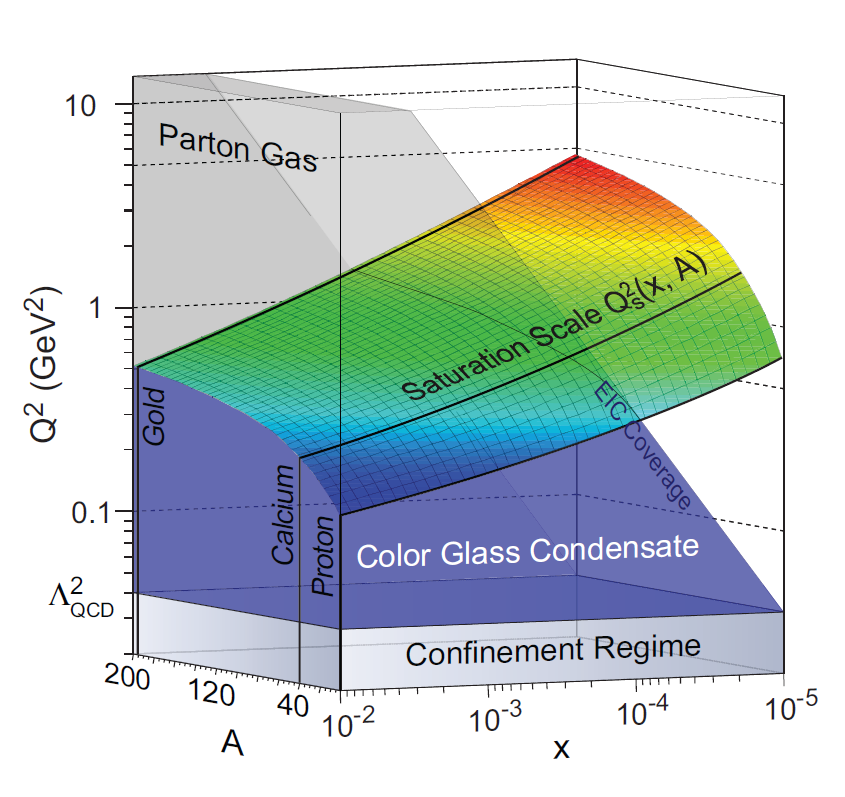 10
Parton Gas
1
Q² (GeV²)
Saturation Scale Q²s(x, A)
EIC Coverage
Gold
Calcium
Proton
0.1
Color Glass Condensate
Λ²QCD
Confinement Regime
200
120
40
10⁻²
10⁻³
10⁻⁴
10⁻⁵
A
x